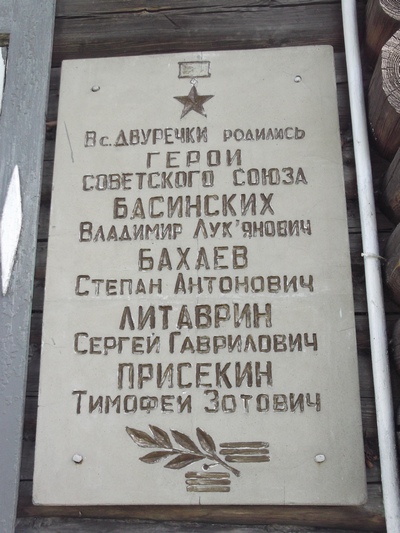 В с. ДВУРЕЧКИ РОДИЛИСЬ
ГЕРОИ
СОВЕТСКОГО СОЮЗА
БАСИНСКИХ
ВЛАДИМИР ЛУК'ЯНОВИЧ
БАХАЕВ
СТЕПАН АНТОНОВИЧ
ЛИТАВРИН
СЕРГЕЙ ГАВРИЛОВИЧ
ПРИСЕКИН
ТИМОФЕЙ ЗОТОВИЧ